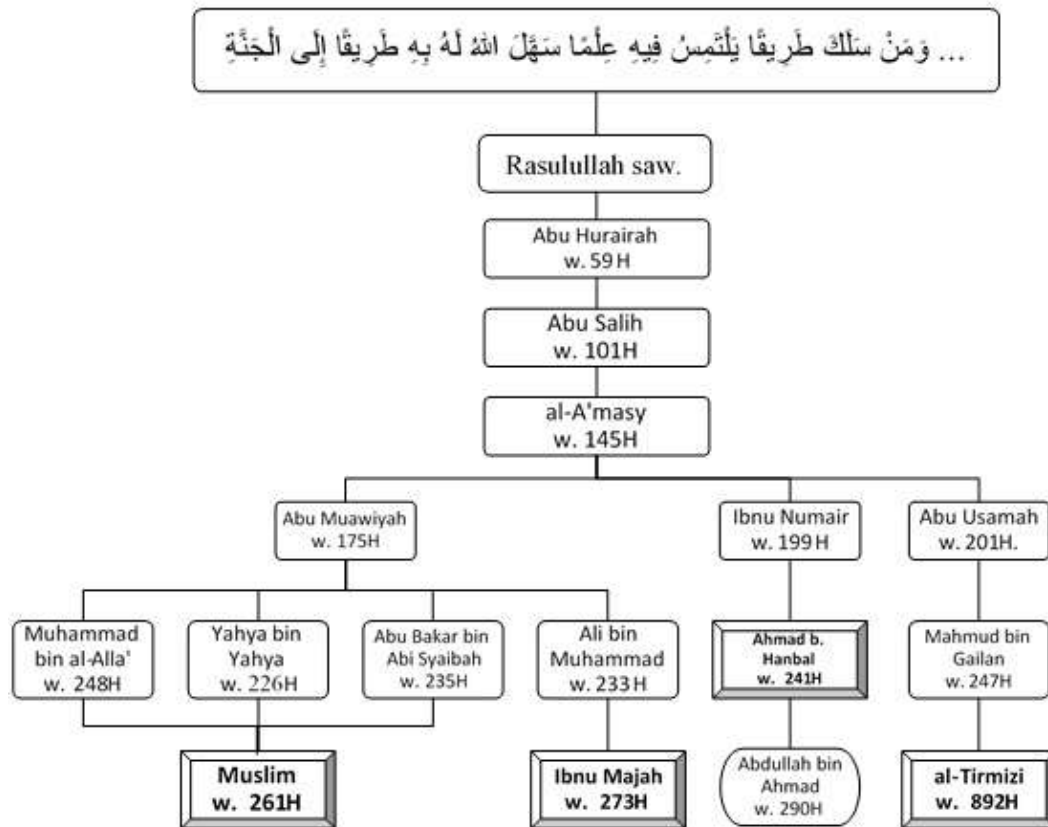 ... وَمَنْ سَلَكَ طَرِيقًا يَلْتَمِسُ فِيهِ عِلْمًا سَهَّلَ اللهُ لَهُ بِهِ طَرِيقًا إِلَى الْجَنَّةِ
Rasulullah saw.
Abu Hurairah
w. 59 H
Abu Salih
w. 101H
al-A'masy
w. 145H
Abu Muawiyah
w. 175H
Ibnu Numair
w. 199 H
Abu Usamah
w. 201H.
Muhammad
bin al-Alla'
w. 248H
Yahya bin
Yahya
w. 226H
Abu Bakar bin
Abi Syaibah
w. 235H
Ali bin
Muhammad
w. 233 H
Ahmad b.
Hanbal
w. 241H
Mahmud bin
Gailan
w. 247H
Muslim
w. 261H
Ibnu Majah
w. 273H
Abdullah bin
Ahmad
w. 290H
al-Tirmizi
w. 892H